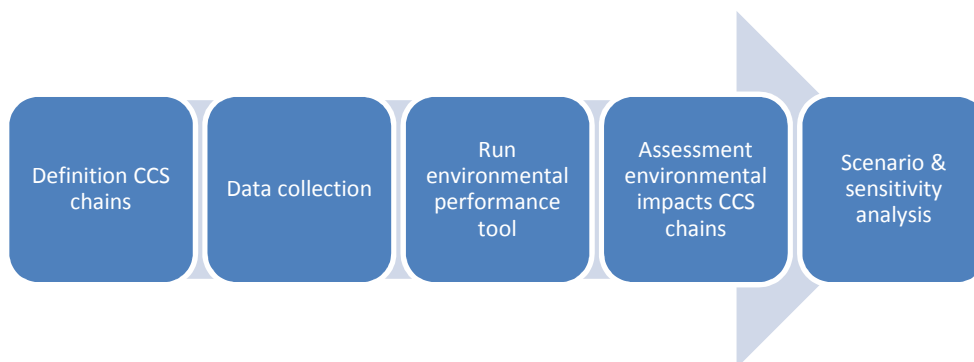 Definition CCS
chains
Data collection
Run
environmental
performance
tool
Assessment
environmental
impacts CCS
chains
Scenario &
sensitivity
analysis